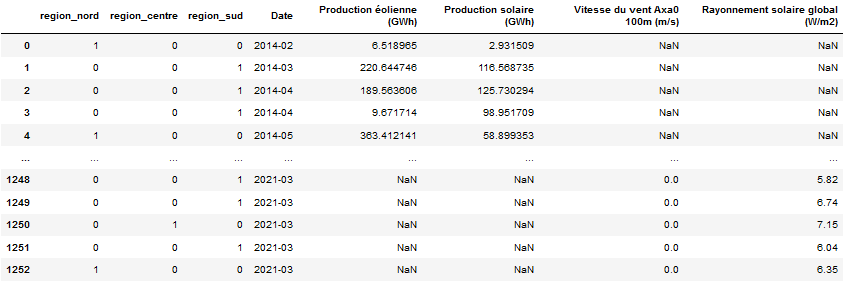 region_nord region_centre region_sud Date Production éolienne (GWh) Production solaire (GWh) Vitesse du vent Axa0 100m (m/s) Rayonnement solaire global (W/m2)
0 1 0 0 2014-02 6.518965 2.931509 NaN NaN
1 0 0 1 2014-03 220.644746 116.568735 NaN NaN
2 0 0 1 2014-04 189.563606 125.730294 NaN NaN
3 0 0 1 2014-04 9.671714 98.951709 NaN NaN
4 1 0 0 2014-05 363.412141 58.899353 NaN NaN
... ... ... ... ... ... ... ... ...
1248 0 0 1 2021-03 NaN NaN 0.0 5.82
1249 0 0 1 2021-03 NaN NaN 0.0 6.74
1250 0 1 0 2021-03 NaN NaN 0.0 7.15
1251 0 0 1 2021-03 NaN NaN 0.0 6.04
1252 1 0 0 2021-03 NaN NaN 0.0 6.35